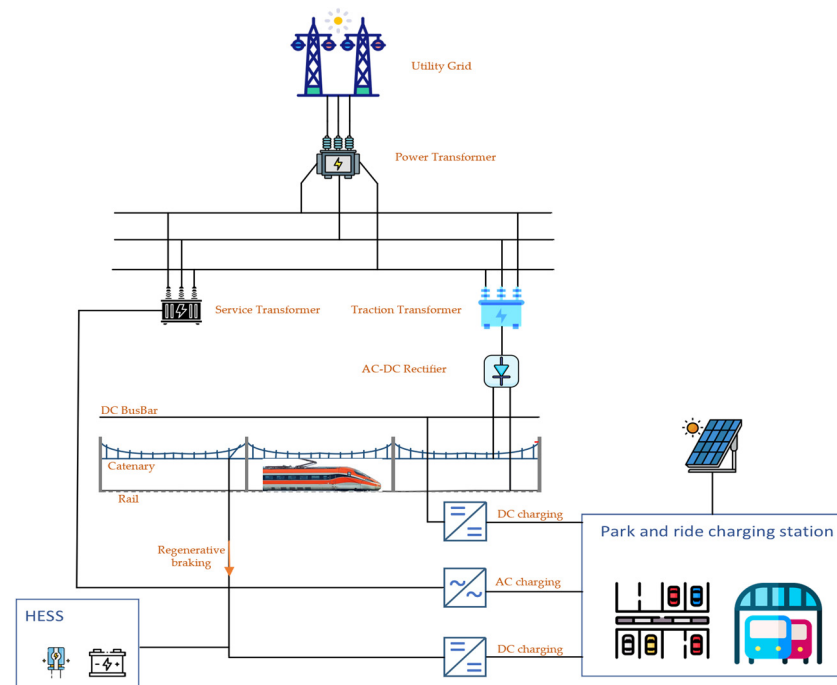 Utility Grid
Power Transformer
Service Transformer
Traction Transformer
AC-DC Rectifier
DC BusBar
Catenary
Rail
DC charging
Park and ride charging station
Regenerative
braking
AC charging
HESS
DC charging